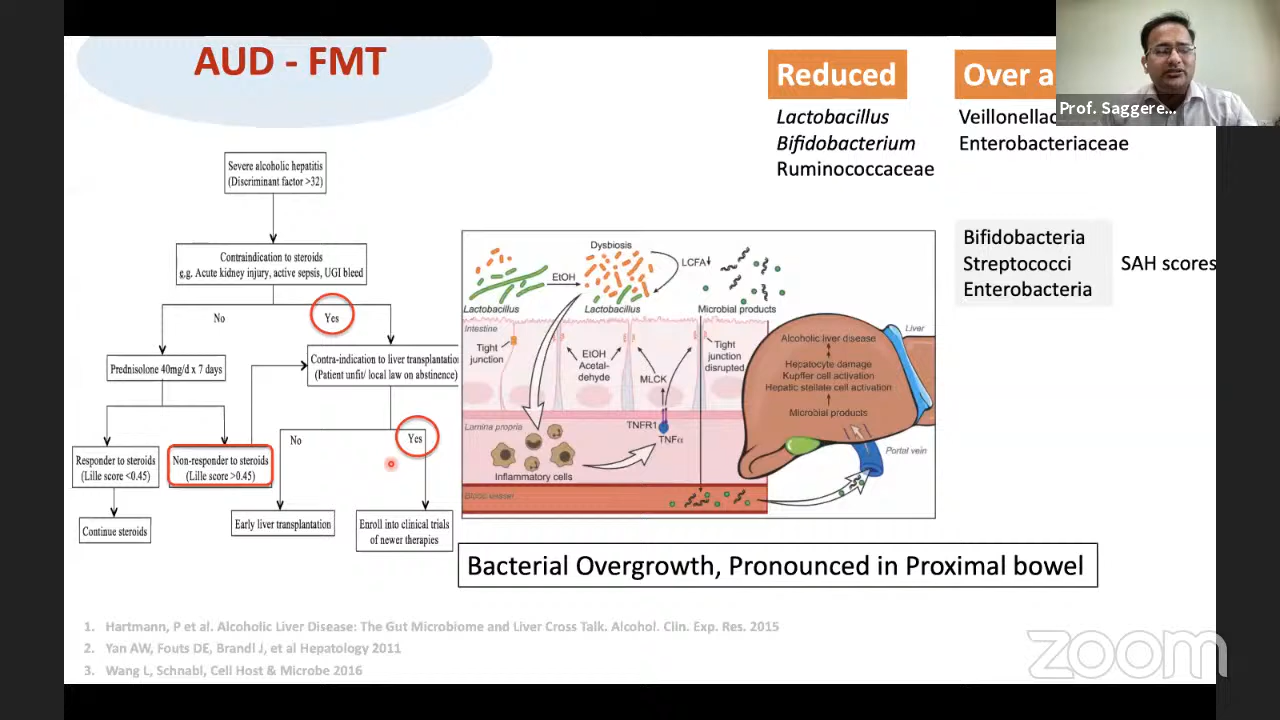 AUD - FMT
Reduced
Lactobacillus
Bifidobacterium
Ruminococcaceae
Over a
Enterobacteriaceae
Prof. Saggere...
Bifidobacteria
Streptococci
Enterobacteria
SAH scores
Severe alcoholic hepatitis
(Discriminant factor >32)
Contraindication to steroids
g.g. Acute kidney injury, active sepsis, UGI bleed
No
Yes
Prednisolone 40mg/d x 7 days
Contra-indication to liver transplantation
(Patient unfit/ local law on abstinence)
Responder to steroids
(Lille score <0.45)
Non-responder to steroids
(Lille score >0.45)
No
Yes
Continue steroids
Early liver transplantation
Enroll into clinical trials
of newer therapies
Dysbiosis
EtOH
LCFA
Lactobacillus
Lactobacillus
Microbial products
Intestine
Tight
junction
EtOH
Acetal-
dehyde
MLCK
Tight
junction
disrupted
Lamina propria
TNFR1
TNFα
Inflammatory cells
Liver
Alcoholic liver disease
Hepatocyte damage
Kupffer cell activation
Hepatic stellate cell activation
Microbial products
Portal vein
Bacterial Overgrowth, Pronounced in Proximal bowel
1. Hartmann, P et al. Alcoholic Liver Disease: The Gut Microbiome and Liver Cross Talk. Alcohol. Clin. Exp. Res. 2015
2. Yan AW, Fouts DE, Brandl J, et al Hepatology 2011
3. Wang L, Schnabl, Cell Host & Microbe 2016
zoom